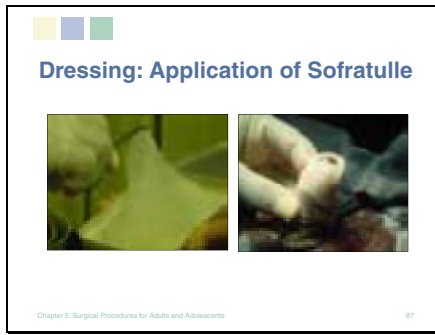 Dressing: Application of Sofratulle
Chapter 5: Surgical Procedures for Adults and Adolescents 87